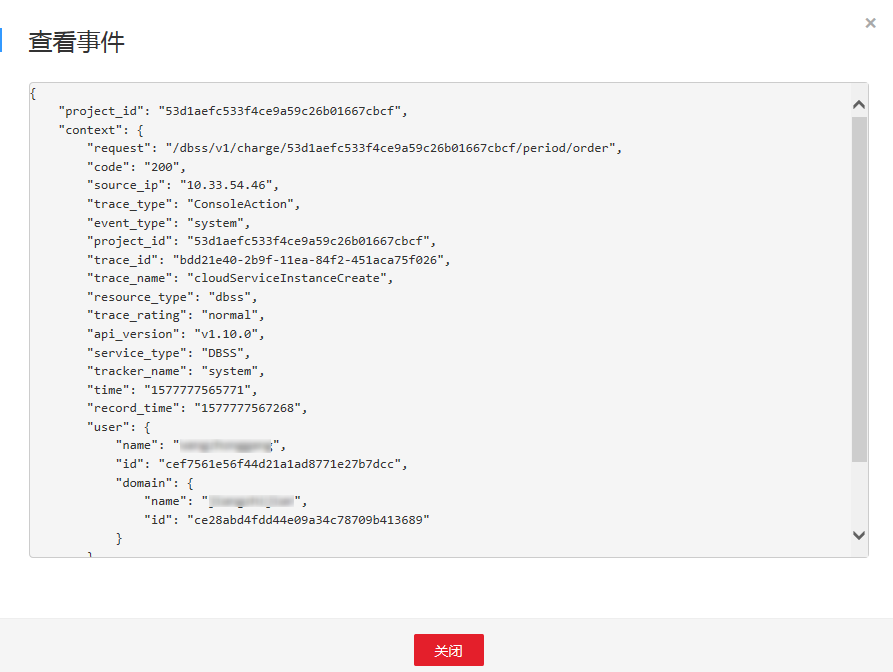 ×
查看事件
{
    "project_id": "53d1aefc533f4ce9a59c26b01667cbcf",
    "context": {
        "request": "/dbss/v1/charge/53d1aefc533f4ce9a59c26b01667cbcf/period/order",
        "code": "200",
        "source_ip": "10.33.54.46",
        "trace_type": "ConsoleAction",
        "event_type": "system",
        "project_id": "53d1aefc533f4ce9a59c26b01667cbcf",
        "trace_id": "bdd21e40-2b9f-11ea-84f2-451aca75f026",
        "trace_name": "cloudServiceInstanceCreate",
        "resource_type": "dbss",
        "trace_rating": "normal",
        "api_version": "v1.10.0",
        "service_type": "DBSS",
        "tracker_name": "system",
        "time": "1577777565771",
        "record_time": "1577777567268",
        "user": {
            "name": "",
            "id": "cef7561e56f44d21a1ad8771e27b7dcc",
            "domain": {
                "name": "",
                "id": "ce28abd4fdd44e09a34c78709b413689"
            }
        }
关闭